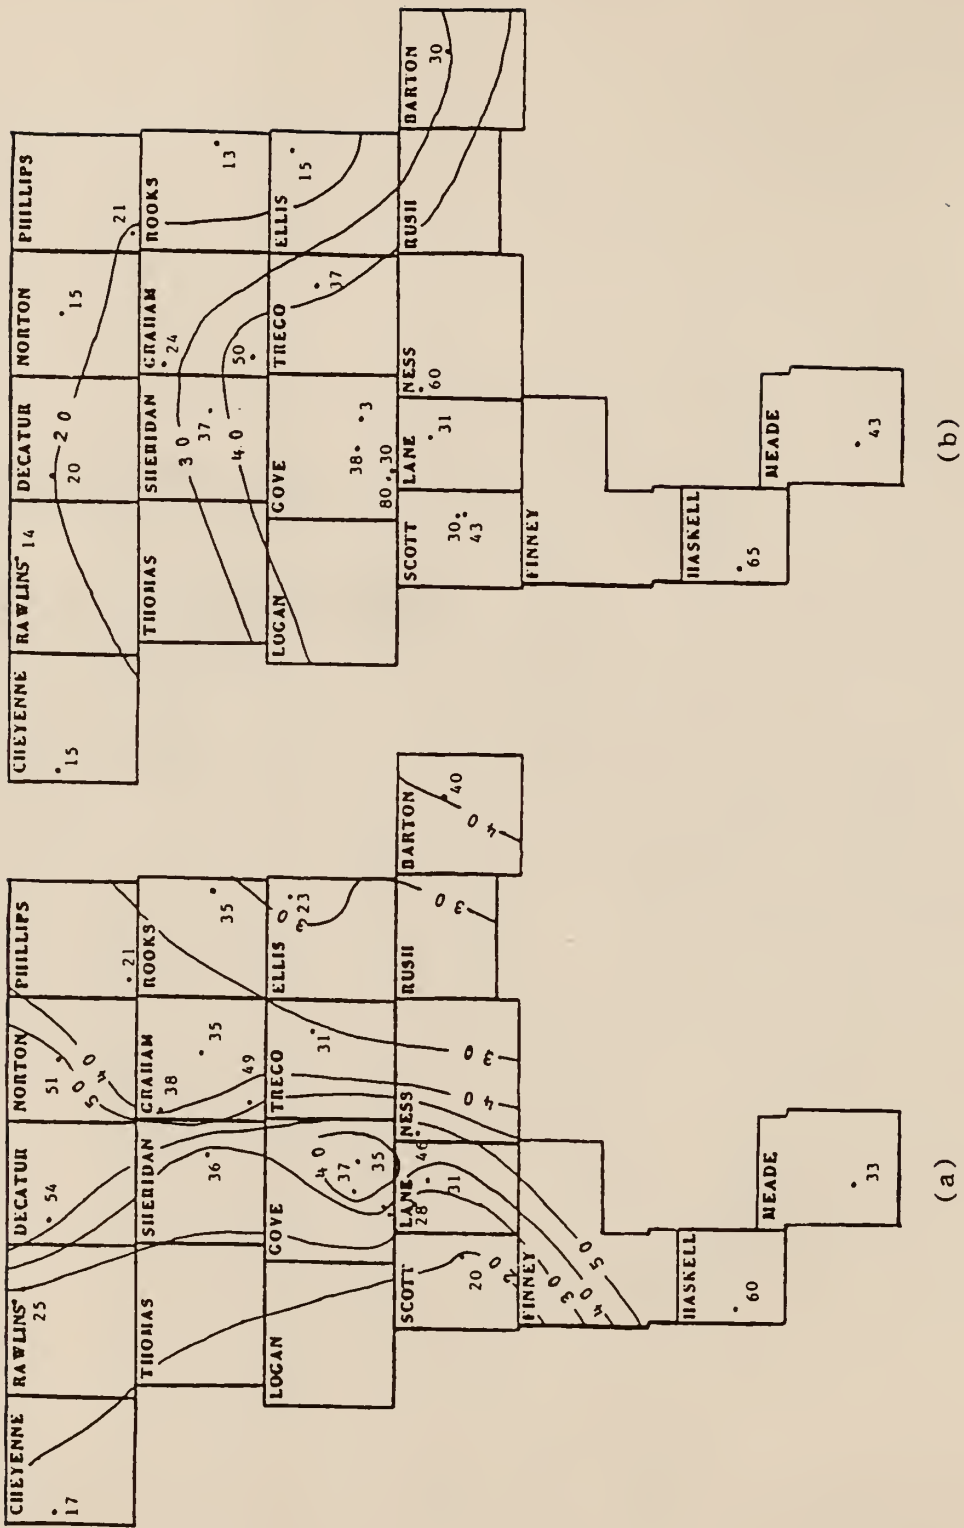 CHEYENNE
17
RAWLINS
25
DECATUR
54
NORTON
51
50
40
PHILLIPS
21
THOMAS
SHERIDAN
36
GRAHAM
38
35
49
ROOKS
35
LOGAN
GOVE
40
37
35
TREGO
31
ELLIS
30
23
SCOTT
20
20
LANE
28
31
46
NESS
40
30
RUSH
30
BARTON
40
40
FINNEY
30
40
50
HASKELL
60
MEADE
33
(a)
CHEYENNE
15
RAWLINS
14
DECATUR
20
20
NORTON
15
PHILLIPS
21
THOMAS
SHERIDAN
30
37
40
GRAHAM
24
50
ROOKS
13
LOGAN
GOVE
38
3
80
30
TREGO
37
ELLIS
15
SCOTT
30
43
LANE
31
NESS
60
RUSH
BARTON
30
FINNEY
HASKELL
65
MEADE
43
(b)